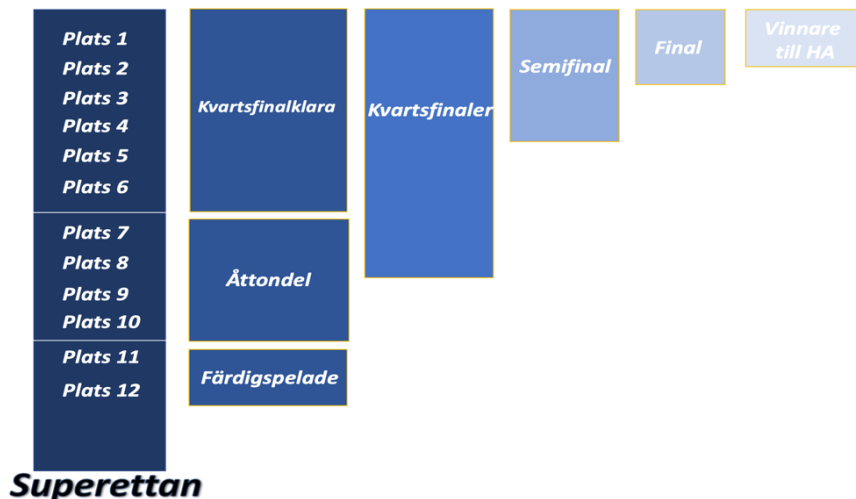 Plats 1
Plats 2
Plats 3
Plats 4
Plats 5
Plats 6
Plats 7
Plats 8
Plats 9
Plats 10
Plats 11
Plats 12
Kvartsfinalklara
Åttondel
Färdigspelade
Kvartsfinaler
Semifinal
Final
Vinnare
till HA
Superettan